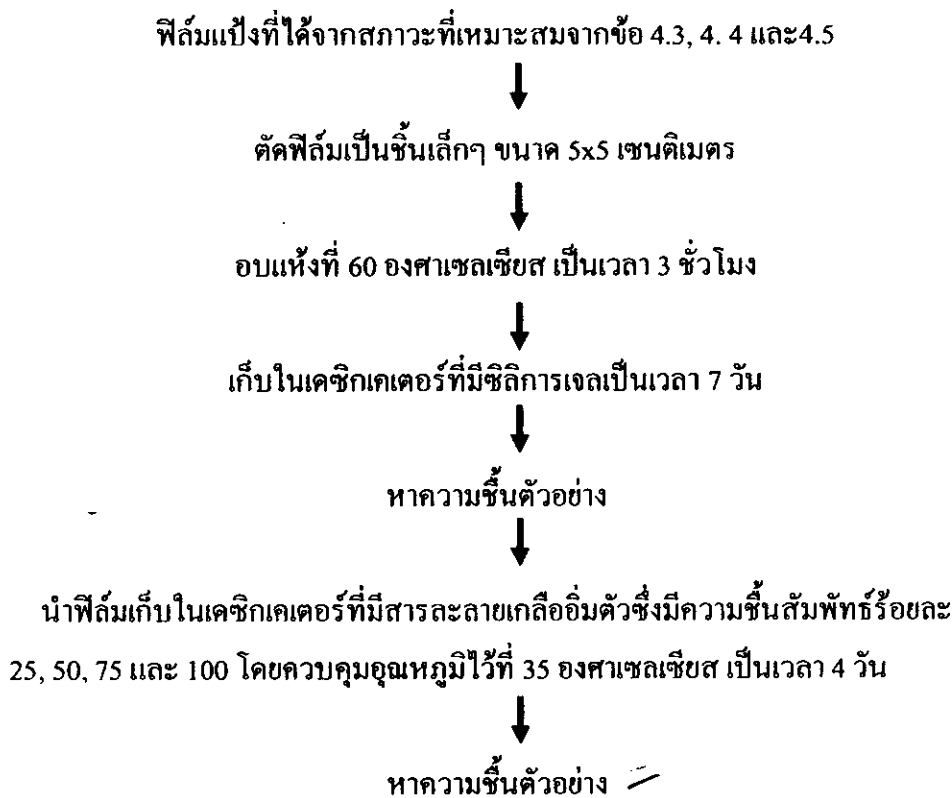 ฟิล์มแป้งที่ได้จากสภาวะที่เหมาะสมจากข้อ 4.3, 4. 4 และ4.5
ตัดฟิล์มเป็นชิ้นเล็กๆ ขนาด 5x5 เซนติเมตร
อบแห้งที่ 60 องศาเซลเซียส เป็นเวลา 3 ชั่วโมง
เก็บในเดซิกเคเตอร์ที่มีซิลิการเจลเป็นเวลา 7 วัน
หาความชื้นตัวอย่าง
นำฟิล์มเก็บในเดซิกเคเตอร์ที่มีสารละลายเกลืออิ่มตัวซึ่งมีความชื้นสัมพัทธ์ร้อยละ
25, 50, 75 และ 100 โดยควบคุมอุณหภูมิไว้ที่ 35 องศาเซลเซียส เป็นเวลา 4 วัน
หาความชื้นตัวอย่าง